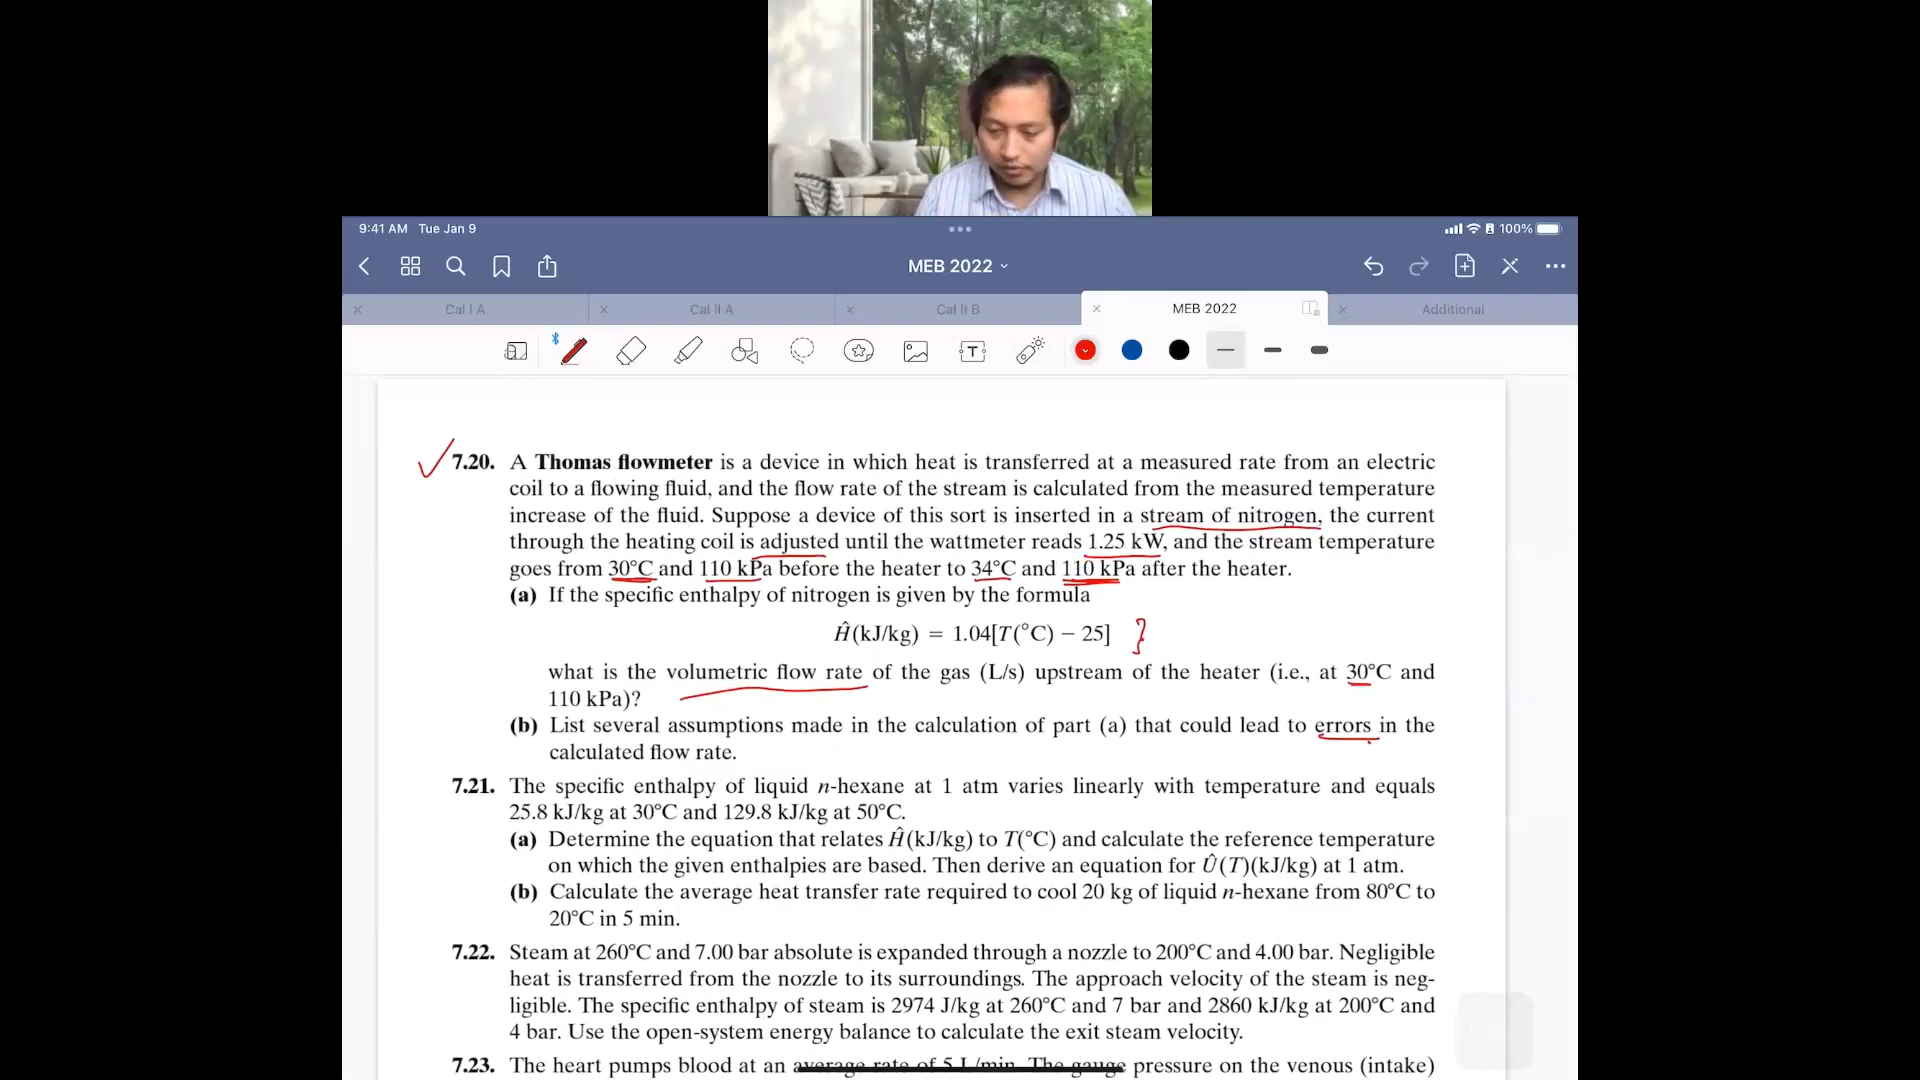 9:41 AM Tue Jan 9
100%
MEB 2022
Cal I A
Cal II A
Cal II B
MEB 2022
Additional
T
7.20. A Thomas flowmeter is a device in which heat is transferred at a measured rate from an electric
coil to a flowing fluid, and the flow rate of the stream is calculated from the measured temperature
increase of the fluid. Suppose a device of this sort is inserted in a stream of nitrogen, the current
through the heating coil is adjusted until the wattmeter reads 1.25 kW, and the stream temperature
goes from 30°C and 110 kPa before the heater to 34°C and 110 kPa after the heater.
(a) If the specific enthalpy of nitrogen is given by the formula
Ĥ(kJ/kg) = 1.04[T(°C) − 25]
what is the volumetric flow rate of the gas (L/s) upstream of the heater (i.e., at 30°C and
110 kPa)?
(b) List several assumptions made in the calculation of part (a) that could lead to errors in the
calculated flow rate.
7.21. The specific enthalpy of liquid n-hexane at 1 atm varies linearly with temperature and equals
25.8 kJ/kg at 30°C and 129.8 kJ/kg at 50°C.
(a) Determine the equation that relates Ĥ(kJ/kg) to T(°C) and calculate the reference temperature
on which the given enthalpies are based. Then derive an equation for Û(T)(kJ/kg) at 1 atm.
(b) Calculate the average heat transfer rate required to cool 20 kg of liquid n-hexane from 80°C to
20°C in 5 min.
7.22. Steam at 260°C and 7.00 bar absolute is expanded through a nozzle to 200°C and 4.00 bar. Negligible
heat is transferred from the nozzle to its surroundings. The approach velocity of the steam is neg-
ligible. The specific enthalpy of steam is 2974 J/kg at 260°C and 7 bar and 2860 kJ/kg at 200°C and
4 bar. Use the open-system energy balance to calculate the exit steam velocity.
7.23. The heart pumps blood at an average rate of 5 L/min. The gauge pressure on the venous (intake)